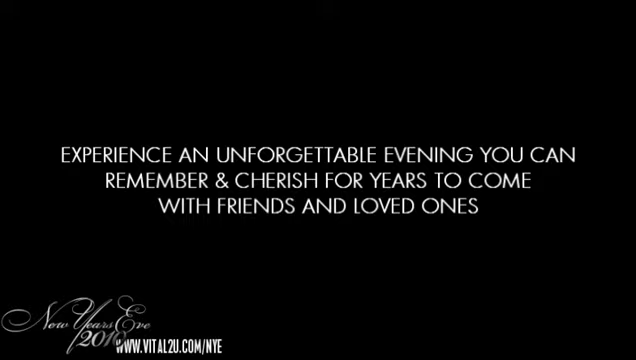 EXPERIENCE AN UNFORGETTABLE EVENING YOU CAN
REMEMBER & CHERISH FOR YEARS TO COME
WITH FRIENDS AND LOVED ONES
New Years Eve
2010
WWW.VITAL2U.COM/NYE